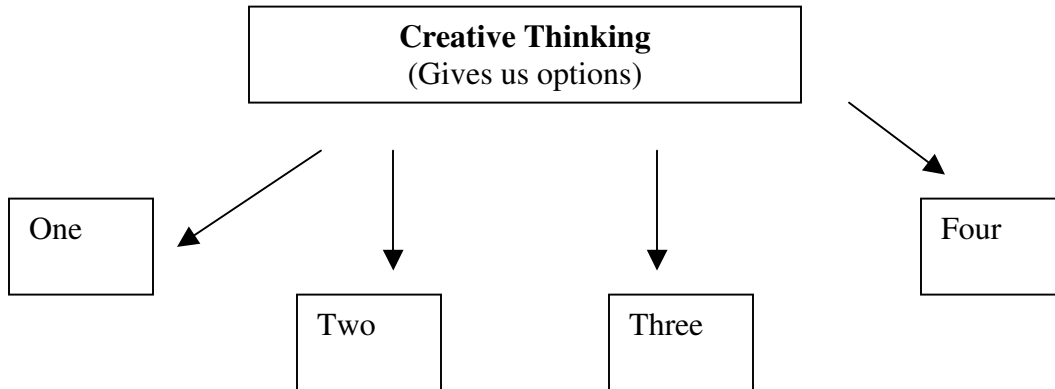 Creative Thinking
(Gives us options)
One
Four
Two
Three